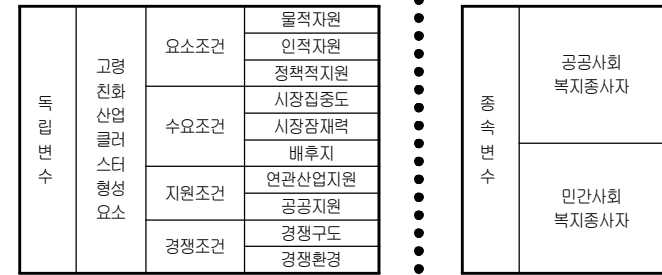 독
립
변
수
고령
친화
산업
클러
스터
형성
요소
요소조건
물적자원
인적자원
정책적지원
수요조건
시장집중도
시장잠재력
배후지
지원조건
연관산업지원
공공지원
경쟁조건
경쟁구도
경쟁환경
종
속
변
수
공공사회
복지종사자
민간사회
복지종사자